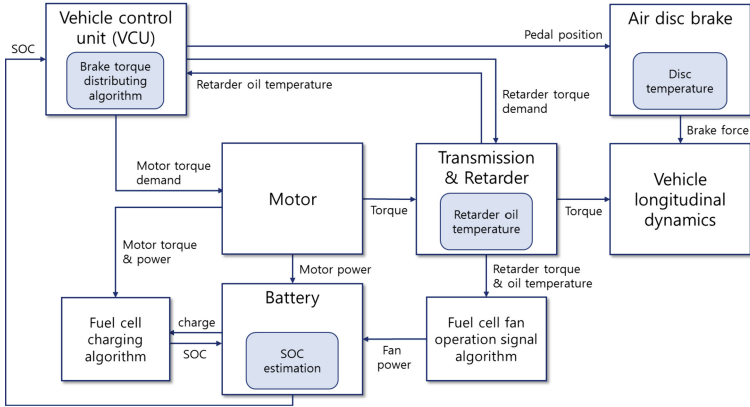 Vehicle control
unit (VCU)
Brake torque
distributing
algorithm
SOC
Pedal position
Air disc brake
Disc
temperature
Retarder oil temperature
Retarder torque
demand
Brake force
Motor torque
demand
Motor
Torque
Transmission
& Retarder
Retarder oil
temperature
Torque
Vehicle
longitudinal
dynamics
Motor torque
& power
Motor power
Retarder torque
& oil temperature
Fuel cell
charging
algorithm
charge
SOC
Battery
SOC
estimation
Fan
power
Fuel cell fan
operation signal
algorithm